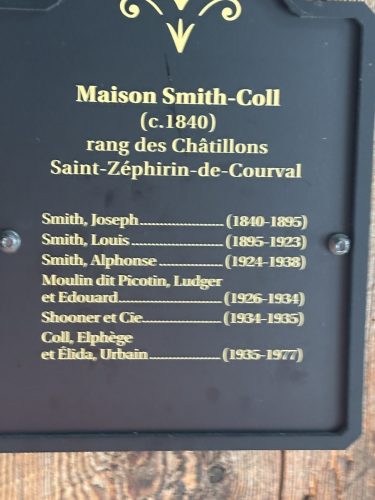 Maison Smith-Coll
(c.1840)
rang des Châtillons
Saint-Zéphirin-de-Courval
Smith, Joseph........................(1840-1895)
Smith, Louis..........................(1895-1923)
Smith, Alphonse...................(1924-1938)
Moulin dit Picotin, Ludger
et Edouard..............................(1926-1934)
Shooner et Cie.......................(1934-1935)
Coll, Elphège
et Élida, Urbain.....................(1935-1977)